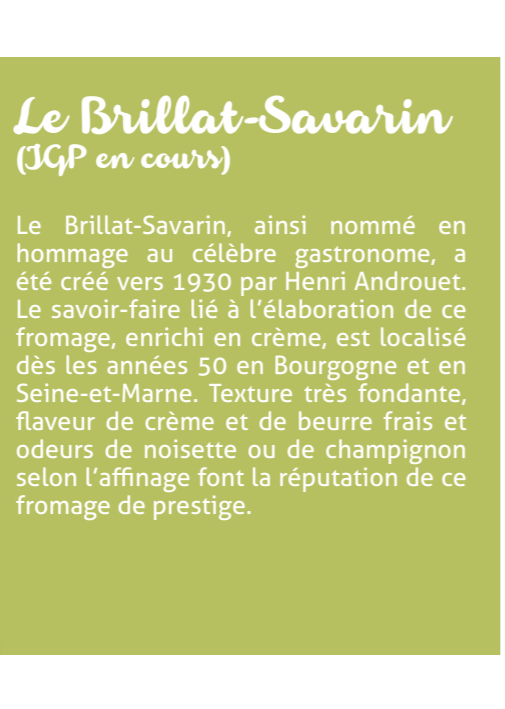 Le Brillat-Savarin
(IGP en cours)
Le Brillat-Savarin, ainsi nommé en
hommage au célèbre gastronome, a
été créé vers 1930 par Henri Androuet.
Le savoir-faire lié à l’élaboration de ce
fromage, enrichi en crème, est localisé
dès les années 50 en Bourgogne et en
Seine-et-Marne. Texture très fondante,
flaveur de crème et de beurre frais et
odeurs de noisette ou de champignon
selon l’affinage font la réputation de ce
fromage de prestige.